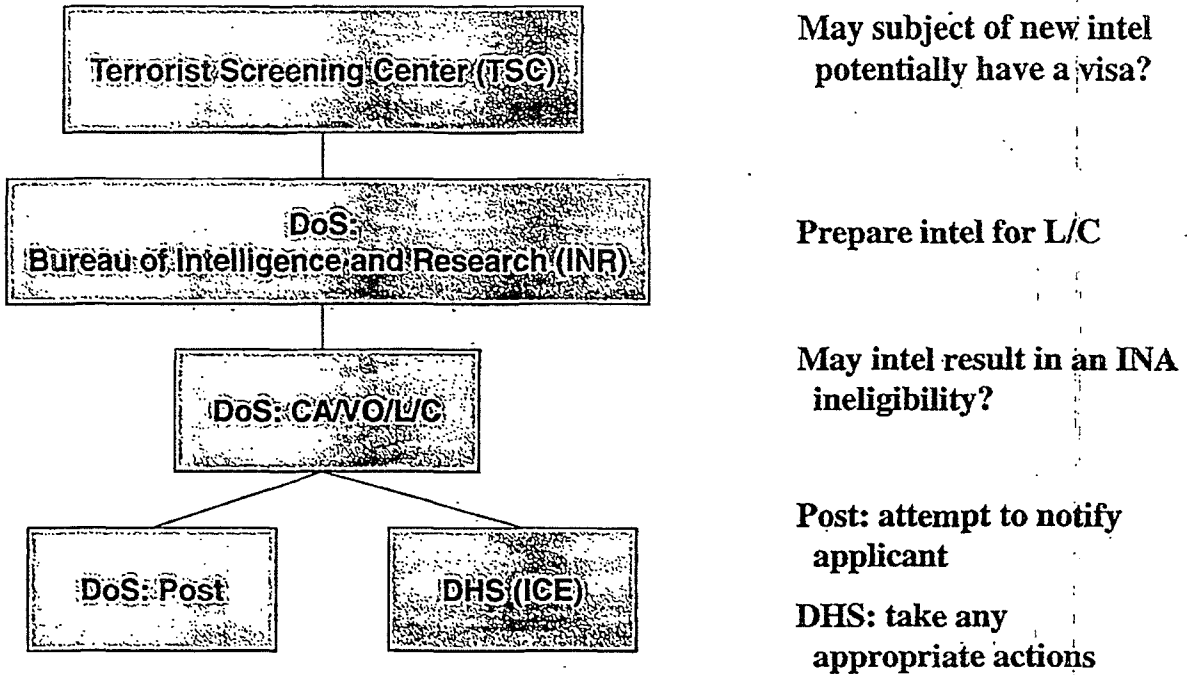 Terrorist Screening Center (TSC)
May subject of new intel
potentially have a visa?
DoS:
Bureau of Intelligence and Research (INR)
Prepare intel for L/C
DoS: CA/VO/L/C
May intel result in an INA
ineligibility?
DoS: Post
DHS (ICE)
Post: attempt to notify
applicant
DHS: take any
appropriate actions